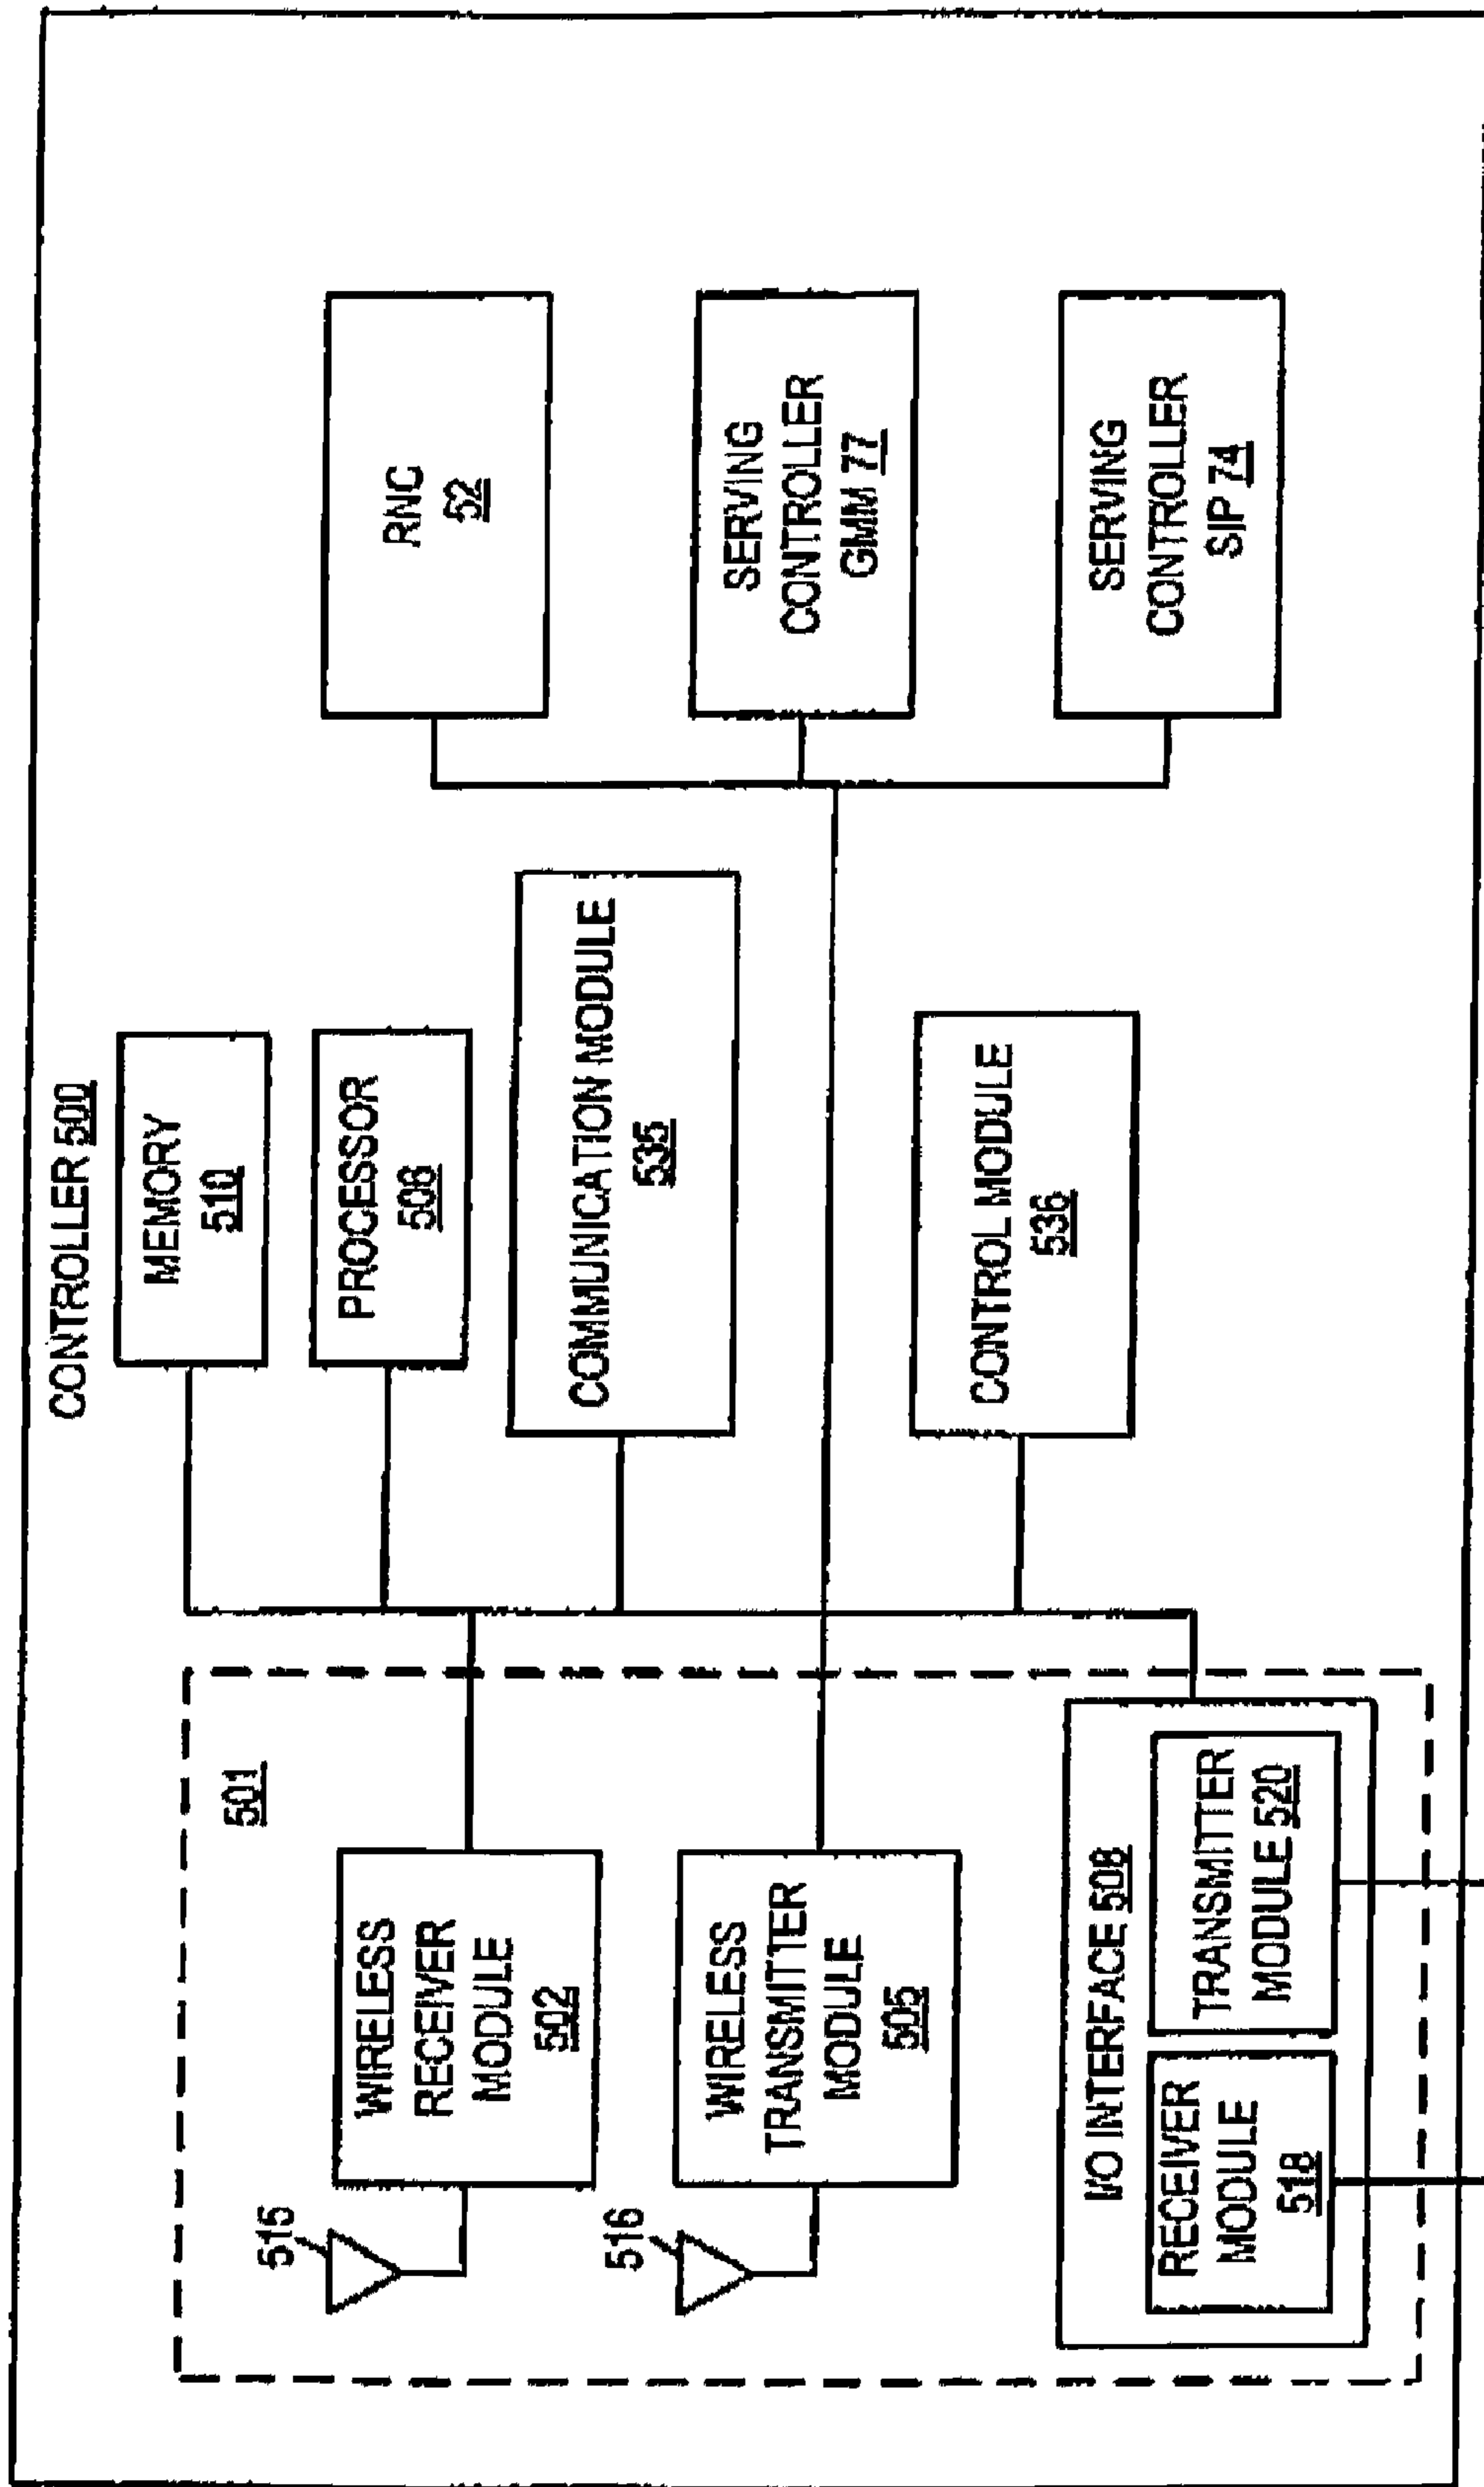 CONTROLLER 500
501
515
WIRELESS
RECEIVER
MODULE
502
516
WIRELESS
TRANSMITTER
MODULE
505
I/O INTERFACE 508
RECEIVER
MODULE
518
TRANSMITTER
MODULE 520
MEMORY
510
PROCESSOR
506
COMMUNICATION MODULE
535
CONTROL MODULE
536
RNC
52
SERVING
CONTROLLER
GMM 77
SERVING
CONTROLLER
SIP 74